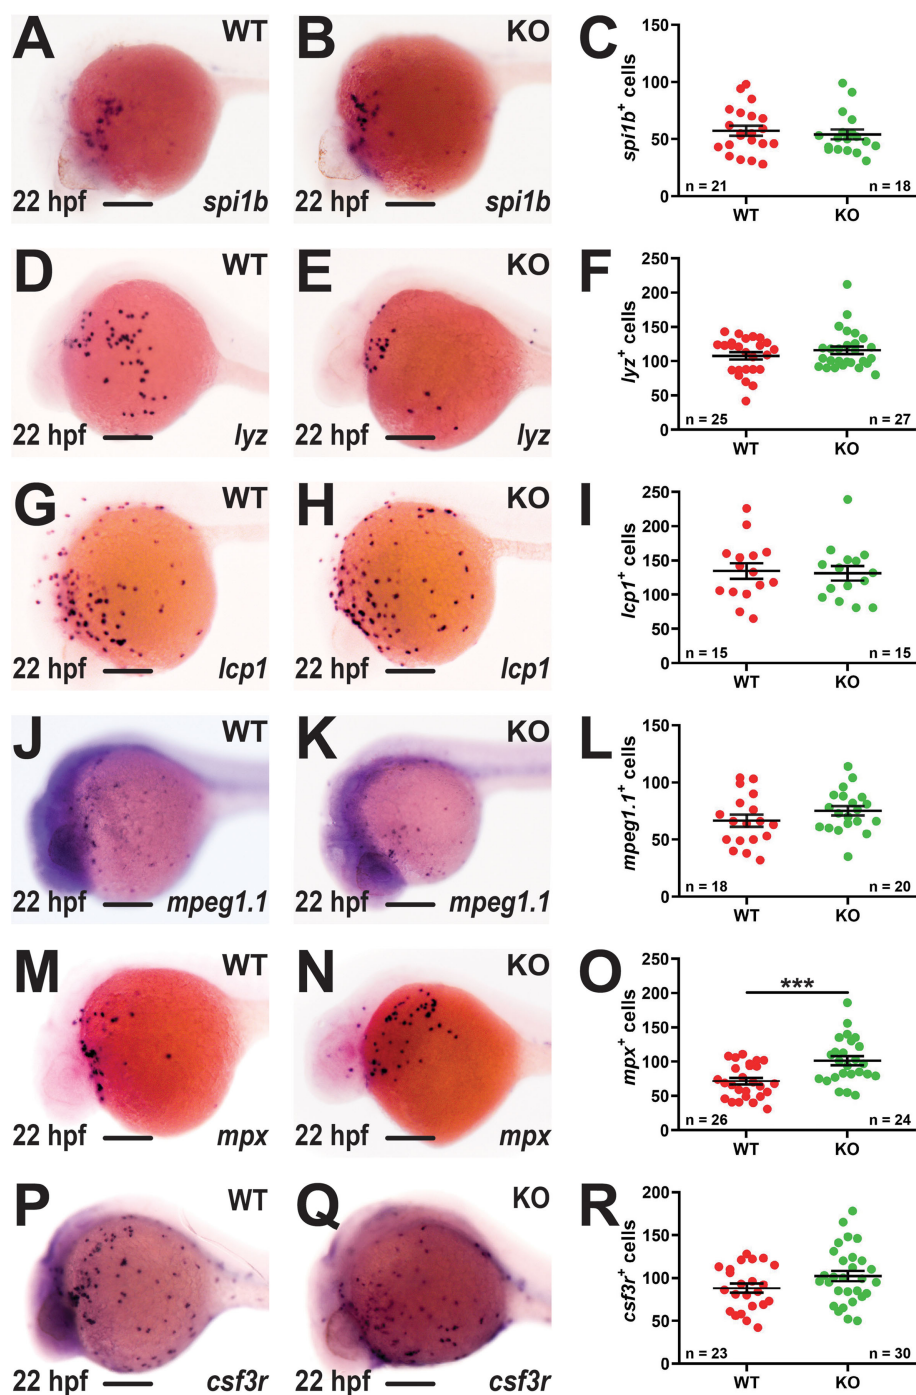 A WT
22 hpf spi1b
B KO
22 hpf spi1b
C
spi1b+ cells
150
100
50
0
n = 21 n = 18
WT KO
D WT
22 hpf lyz
E KO
22 hpf lyz
F
lyz+ cells
250
200
150
100
50
0
n = 25 n = 27
WT KO
G WT
22 hpf lcp1
H KO
22 hpf lcp1
I
lcp1+ cells
250
200
150
100
50
0
n = 15 n = 15
WT KO
J WT
22 hpf mpeg1.1
K KO
22 hpf mpeg1.1
L
mpeg1.1+ cells
150
100
50
0
n = 18 n = 20
WT KO
M WT
22 hpf mpx
N KO
22 hpf mpx
O
mpx+ cells
250
200
150
100
50
0
***
n = 26 n = 24
WT KO
P WT
22 hpf csf3r
Q KO
22 hpf csf3r
R
csf3r+ cells
200
150
100
50
0
n = 23 n = 30
WT KO